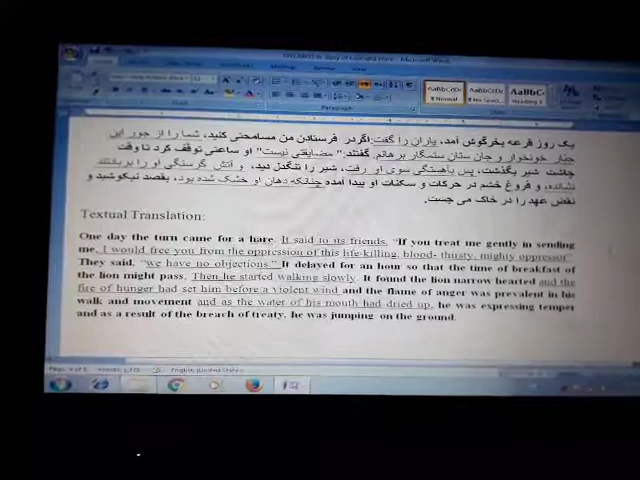 یک روز قرعه بخرگوش آمد، یاران را گفت:اگردر فرستادن من مسامحتی کنید، شما را از جور این
جبار خونخوار و جان ستان ستمگار برهانم. گفتند:" مضایقتی نیست" او ساعتی توقف کرد تا وقت
چاشت شیر بگذشت، پس بآهستگی سوی او رفت، شیر را تنگدل دید، و آتش گرسنگی او را بربادتند
نشانده، و فروغ خشم در حرکات و سکنات او پیدا آمده چنانکه دهان او خشک شده بود، بقصد نیکوشید و
نقض عهد را در خاک می جست.
Textual Translation:
One day the turn came for a hare. It said to its friends, "If you treat me gently in sending
me, I would free you from the oppression of this life-killing, blood- thirsty, mighty oppressor".
They said, "we have no objections." It delayed for an hour so that the time of breakfast of
the lion might pass. Then he started walking slowly. It found the lion narrow hearted and the
fire of hunger had set him before a violent wind and the flame of anger was prevalent in his
walk and movement and as the water of his mouth had dried up, he was expressing temper
and as a result of the breach of treaty, he was jumping on the ground.
English (United States)